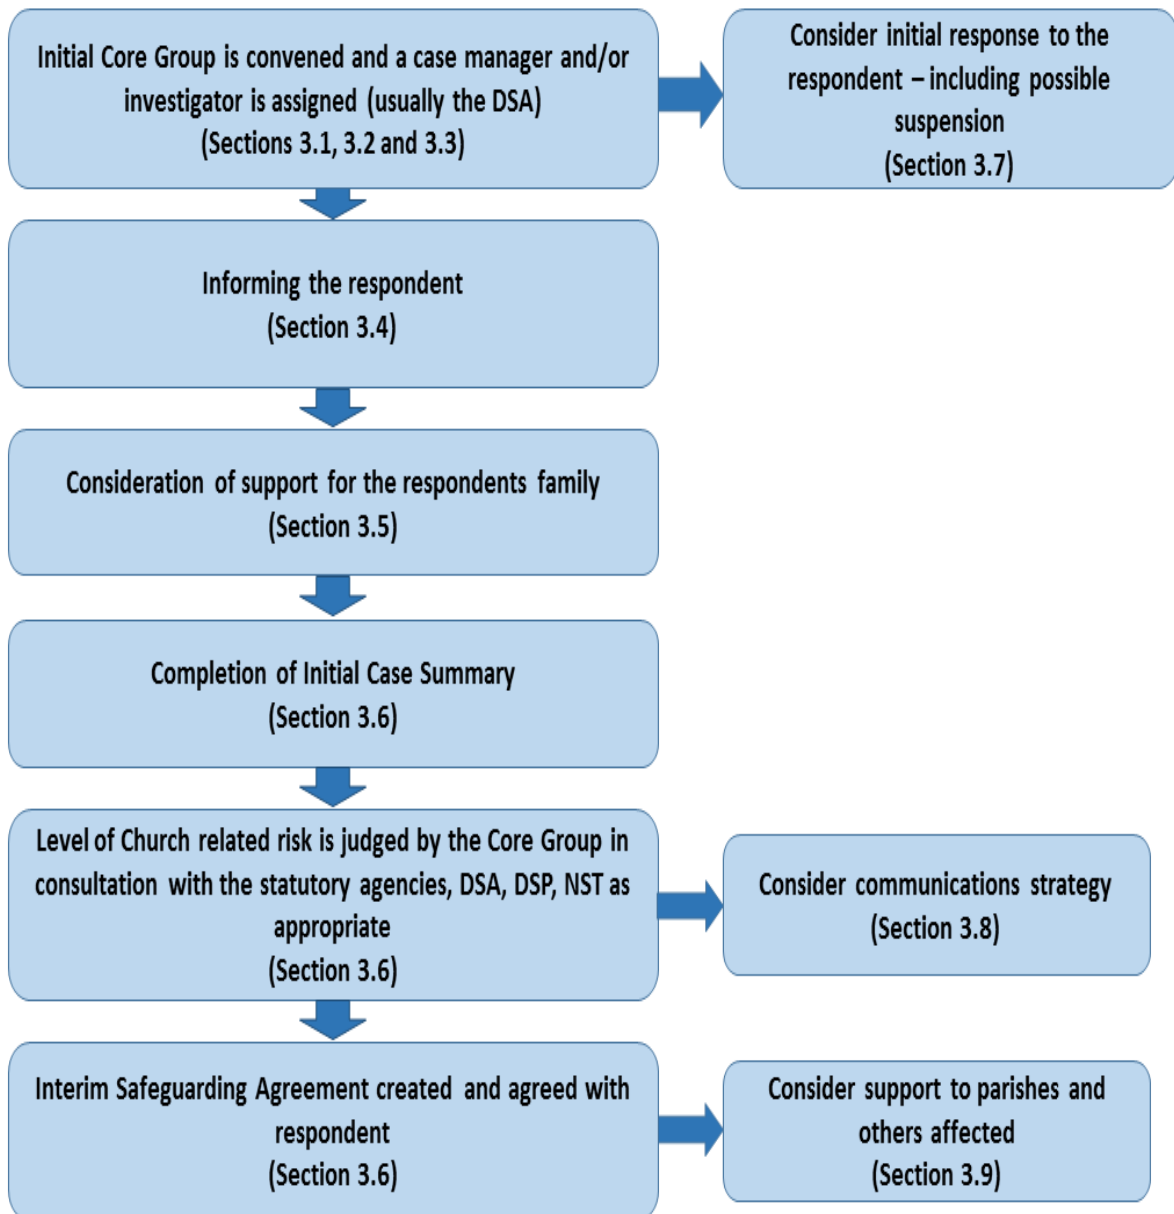 Initial Core Group is convened and a case manager and/or
investigator is assigned (usually the DSA)
(Sections 3.1, 3.2 and 3.3)
Consider initial response to the
respondent – including possible
suspension
(Section 3.7)
Informing the respondent
(Section 3.4)
Consideration of support for the respondents family
(Section 3.5)
Completion of Initial Case Summary
(Section 3.6)
Level of Church related risk is judged by the Core Group in
consultation with the statutory agencies, DSA, DSP, NST as
appropriate
(Section 3.6)
Consider communications strategy
(Section 3.8)
Interim Safeguarding Agreement created and agreed with
respondent
(Section 3.6)
Consider support to parishes and
others affected
(Section 3.9)